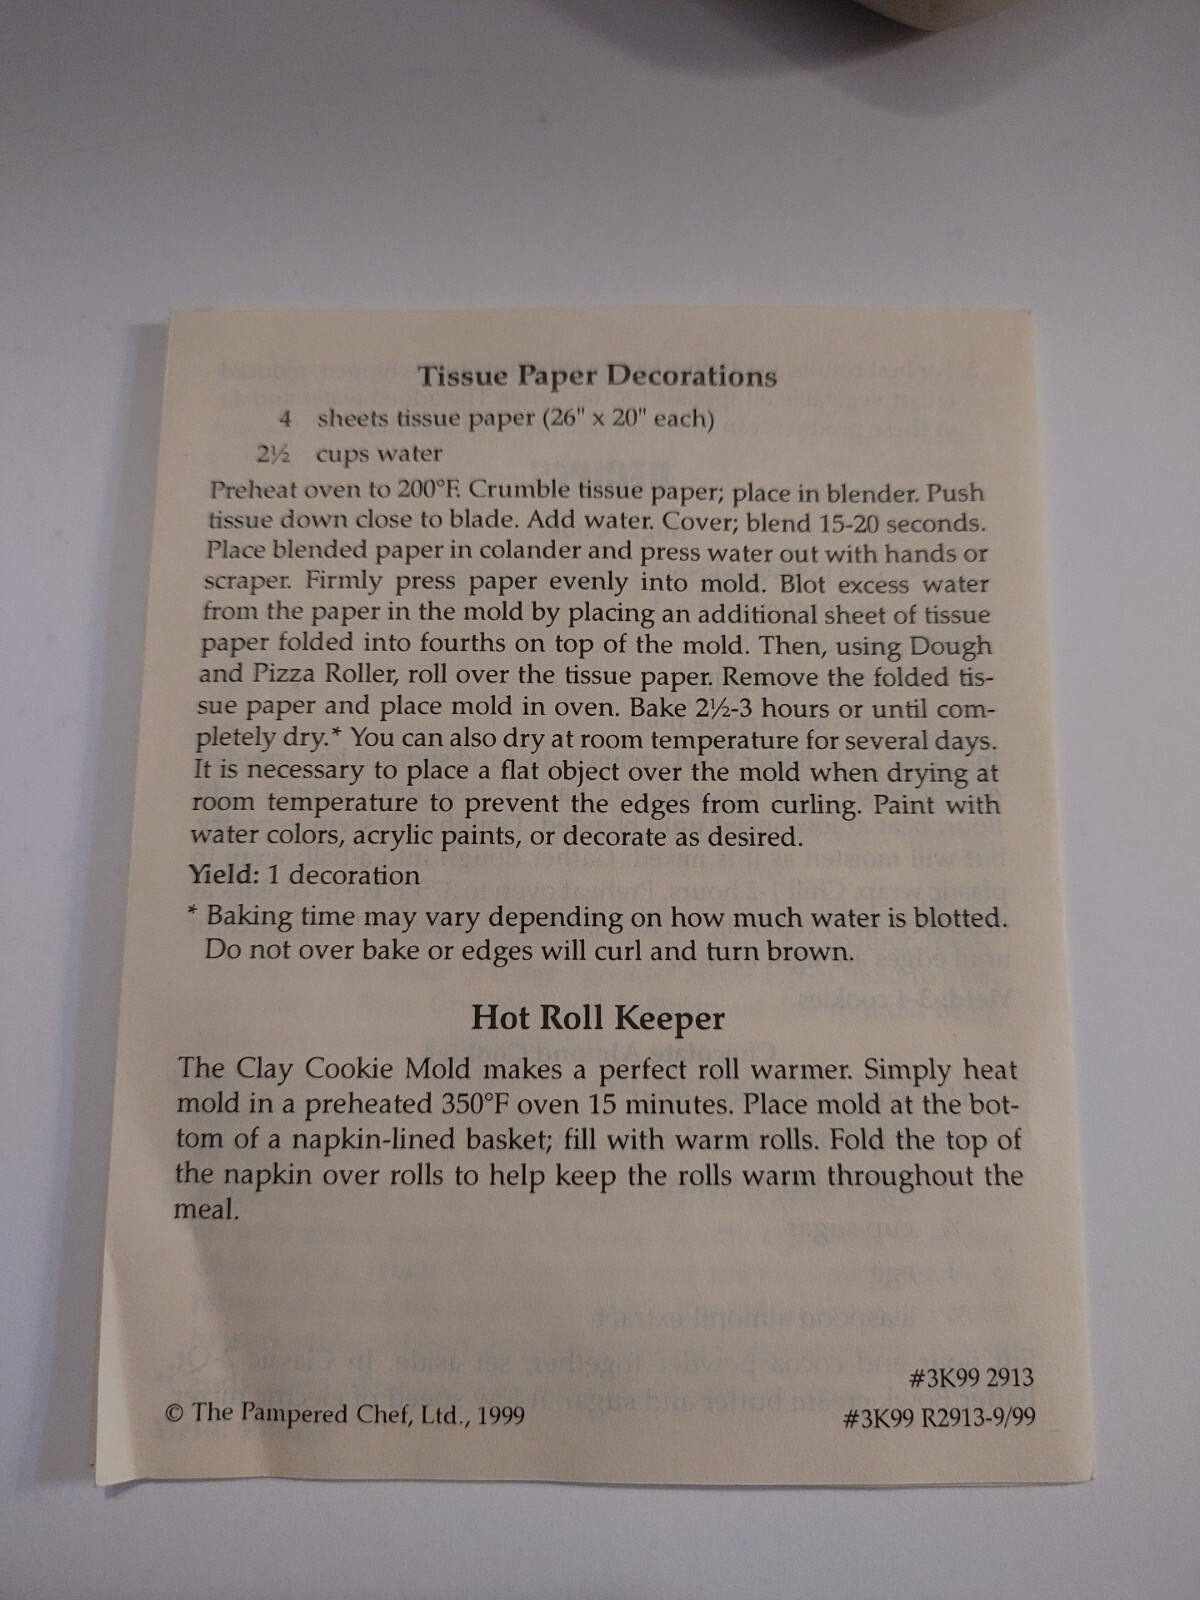 Tissue Paper Decorations
4 sheets tissue paper (26" x 20" each)
2½ cups water
Preheat oven to 200°F. Crumble tissue paper; place in blender. Push
tissue down close to blade. Add water. Cover; blend 15-20 seconds.
Place blended paper in colander and press water out with hands or
scraper. Firmly press paper evenly into mold. Blot excess water
from the paper in the mold by placing an additional sheet of tissue
paper folded into fourths on top of the mold. Then, using Dough
and Pizza Roller, roll over the tissue paper. Remove the folded tis-
sue paper and place mold in oven. Bake 2½-3 hours or until com-
pletely dry.* You can also dry at room temperature for several days.
It is necessary to place a flat object over the mold when drying at
room temperature to prevent the edges from curling. Paint with
water colors, acrylic paints, or decorate as desired.
Yield: 1 decoration
* Baking time may vary depending on how much water is blotted.
Do not over bake or edges will curl and turn brown.
Hot Roll Keeper
The Clay Cookie Mold makes a perfect roll warmer. Simply heat
mold in a preheated 350°F oven 15 minutes. Place mold at the bot-
tom of a napkin-lined basket; fill with warm rolls. Fold the top of
the napkin over rolls to help keep the rolls warm throughout the
meal.
#3K99 2913
© The Pampered Chef, Ltd., 1999 #3K99 R2913-9/99